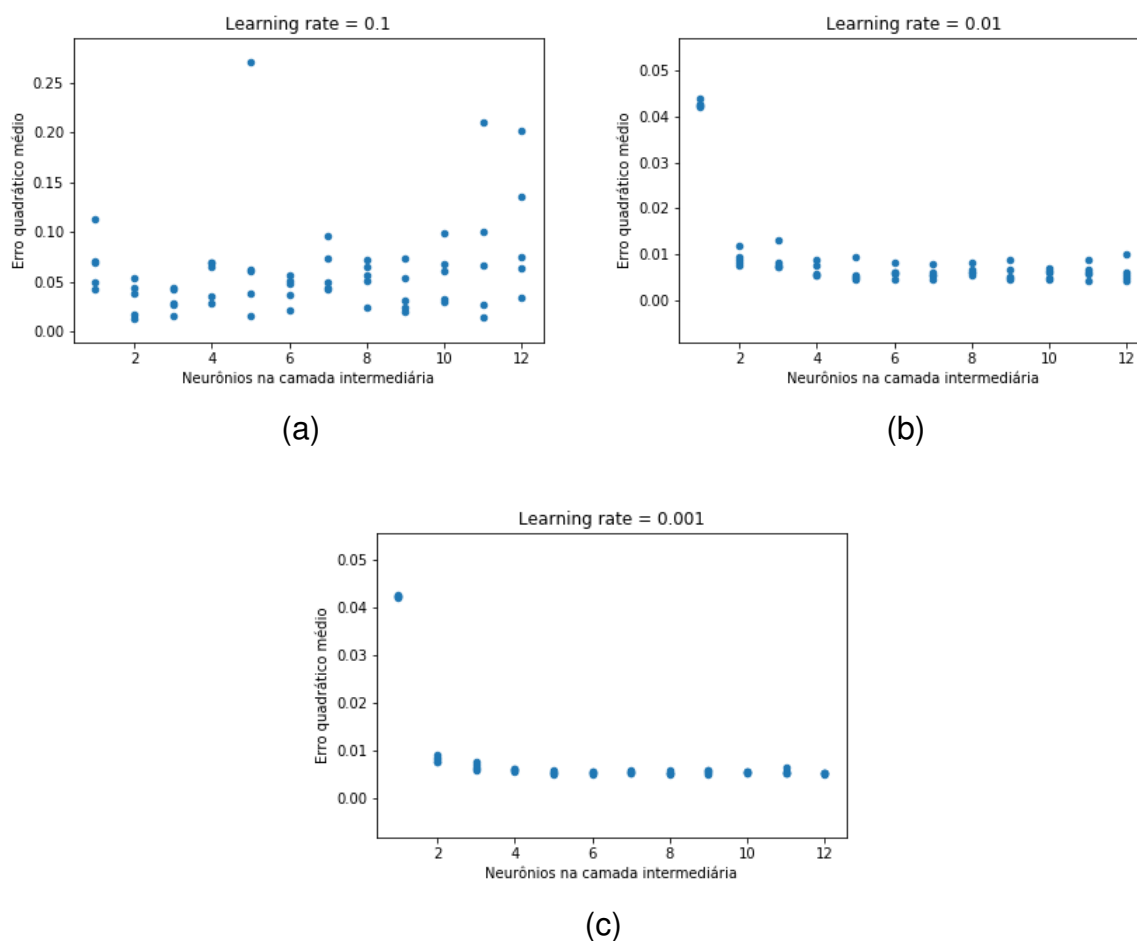 Learning rate = 0.1
Erro quadrático médio
0.25
0.20
0.15
0.10
0.05
0.00
2 4 6 8 10 12
Neurônios na camada intermediária
(a)
Learning rate = 0.01
Erro quadrático médio
0.05
0.04
0.03
0.02
0.01
0.00
2 4 6 8 10 12
Neurônios na camada intermediária
(b)
Learning rate = 0.001
Erro quadrático médio
0.05
0.04
0.03
0.02
0.01
0.00
2 4 6 8 10 12
Neurônios na camada intermediária
(c)